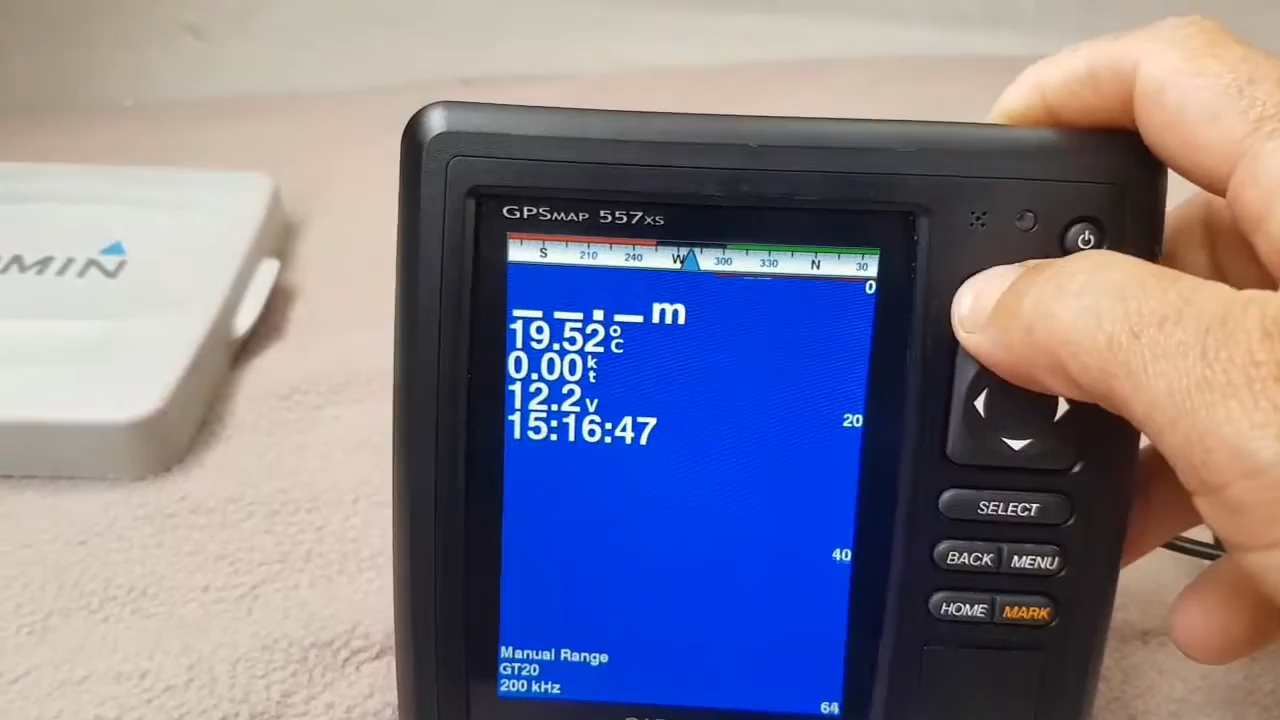 GPSMAP 557xs
S 210 240 W 300 330 N 30
0
_ _._ m
19.52°C
0.00kt
12.2V
15:16:47
20
40
Manual Range
GT20
200 kHz
64
SELECT
BACK MENU
HOME MARK